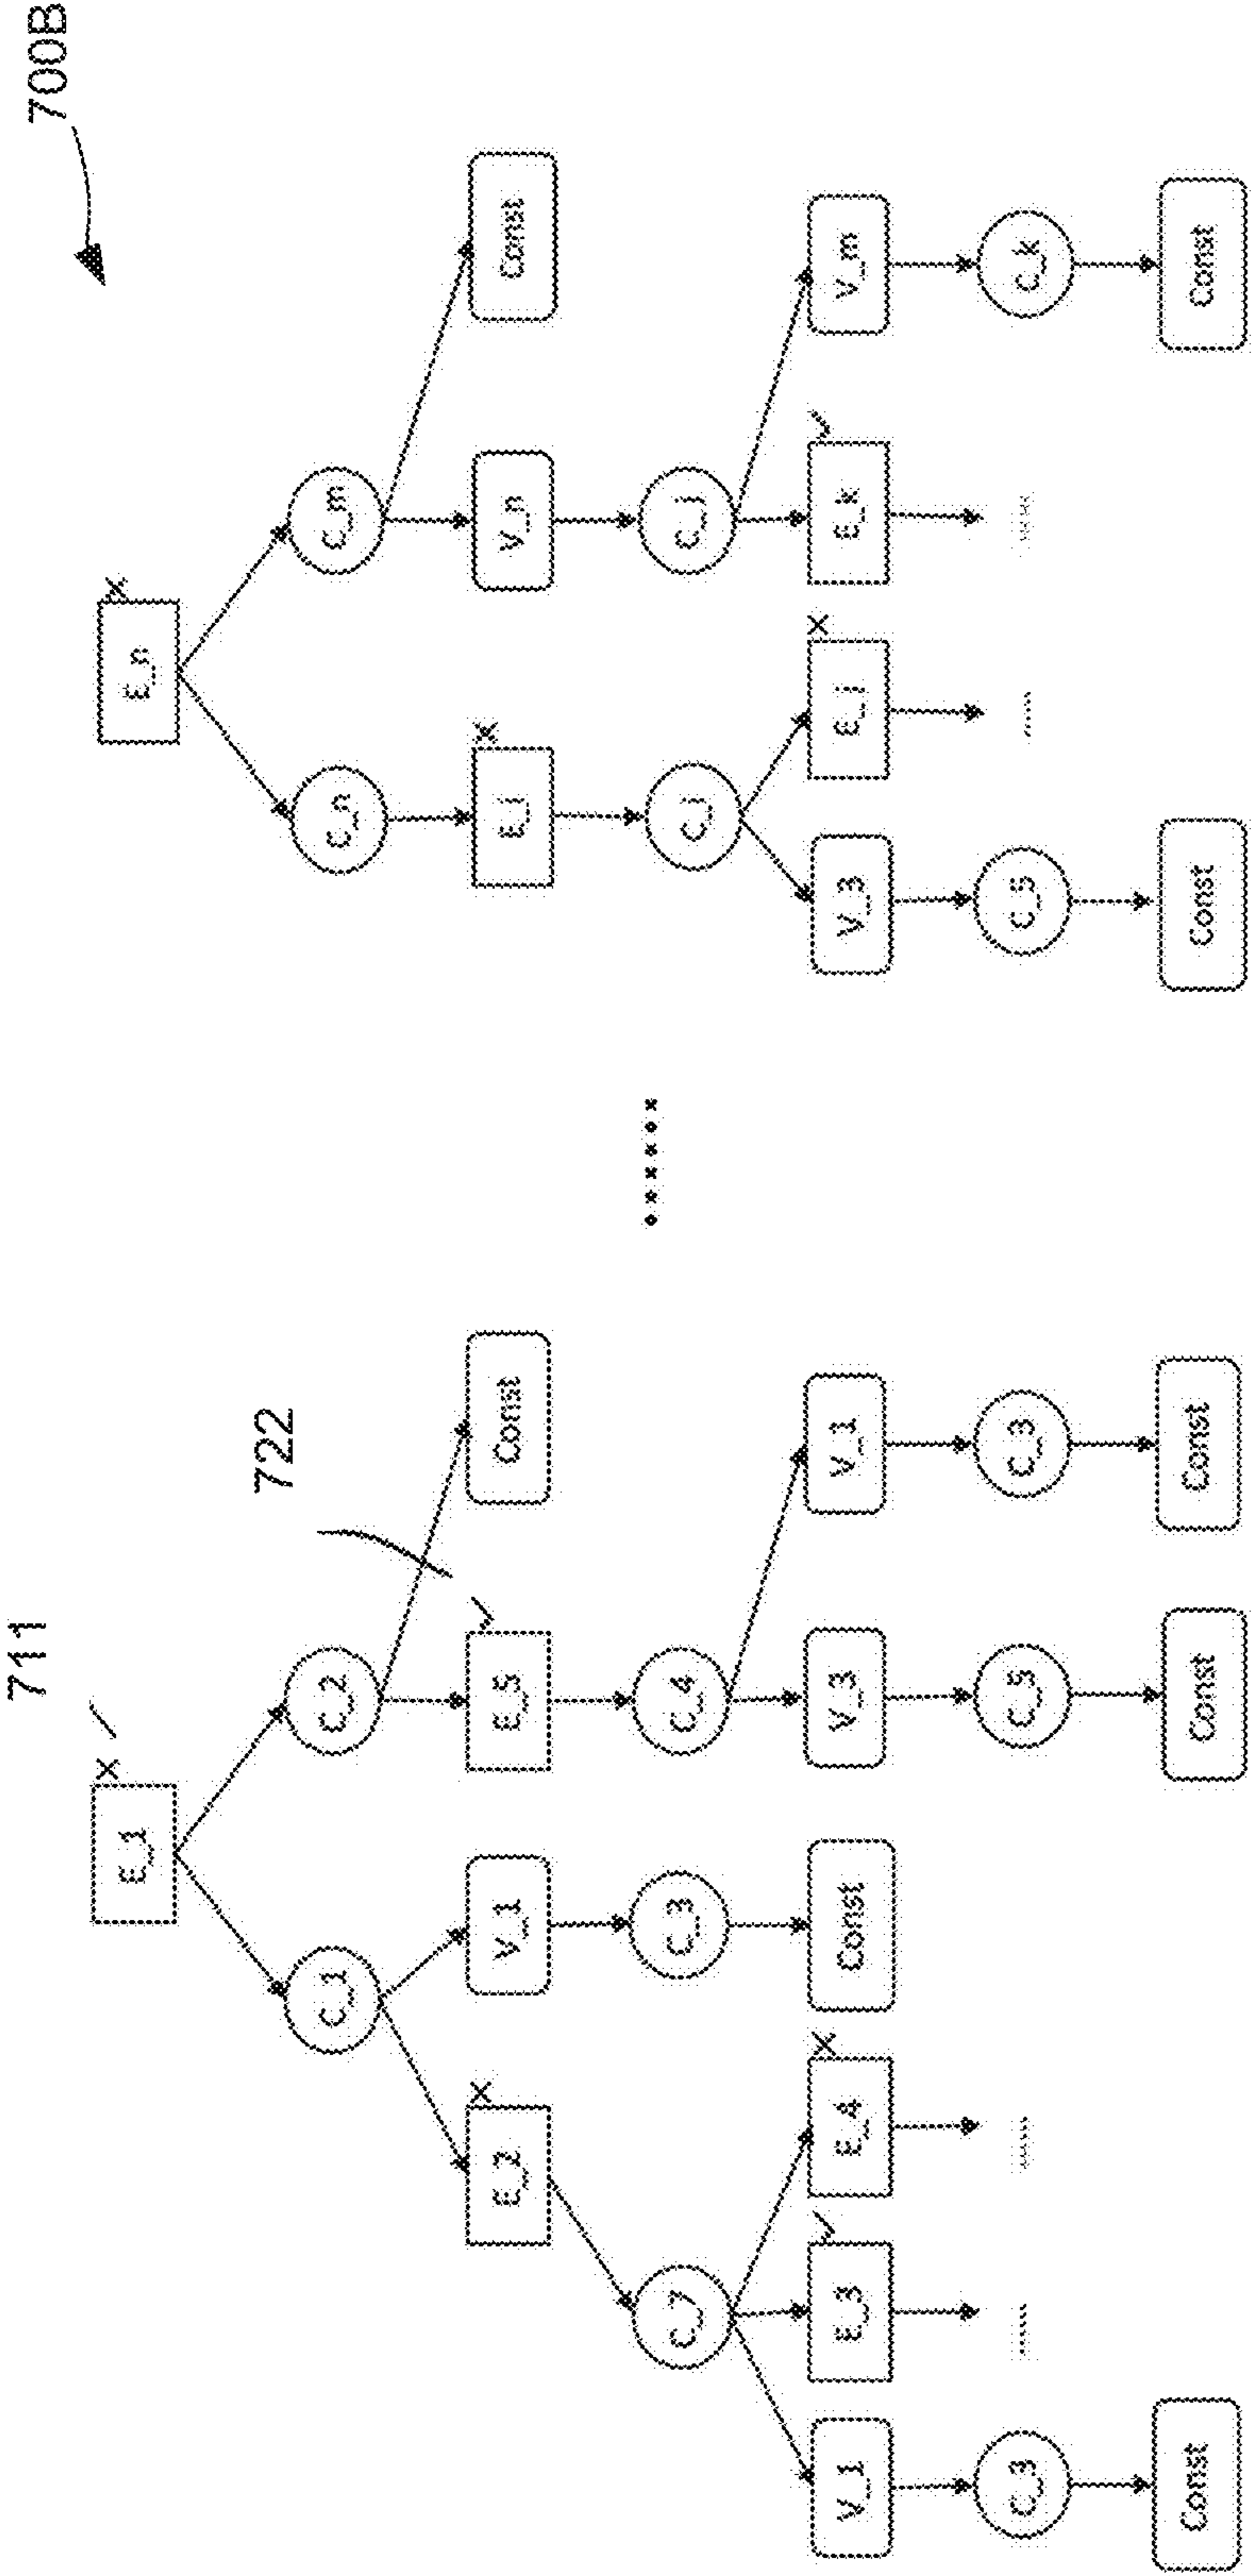 711 700B
E_1 E_n
722
C_1 C_2 C_n C_m
E_2 V_1 E_5 Const E_i V_n Const
C_7 C_3 C_4 C_i C_j
V_1 E_3 E_4 Const V_3 V_1 V_3 E_j E_k V_m
C_3 C_5 C_3 C_5 C_k
Const Const Const Const Const